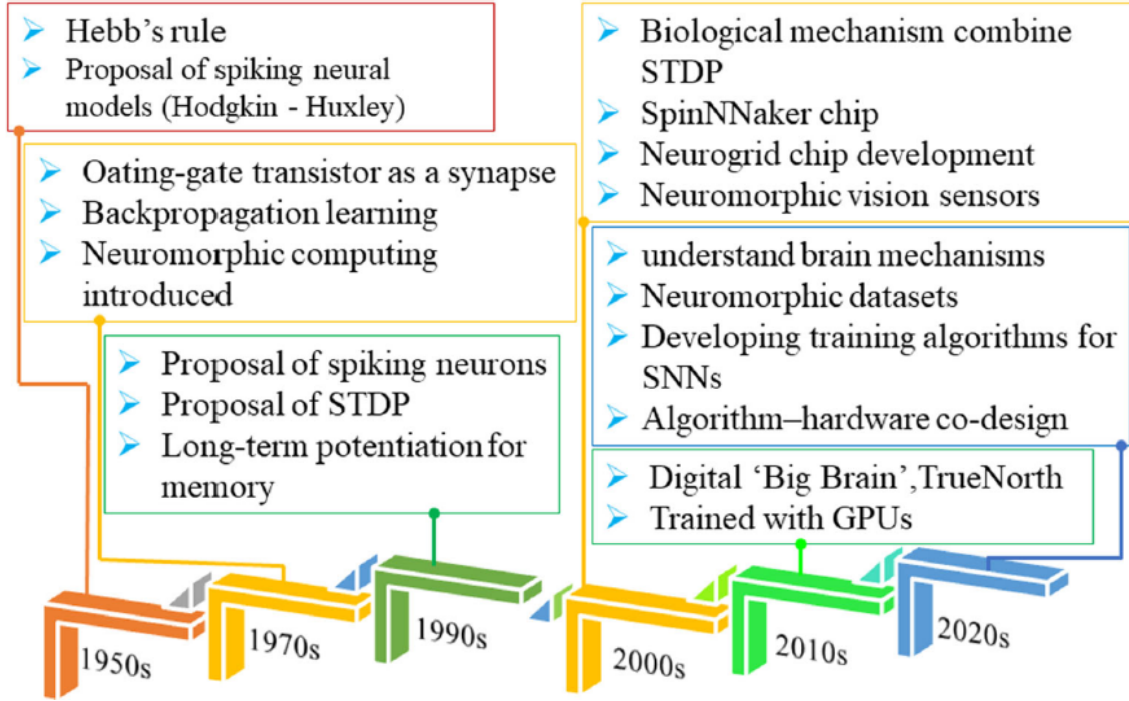 Hebb's rule
Proposal of spiking neural
models (Hodgkin - Huxley)
Oating-gate transistor as a synapse
Backpropagation learning
Neuromorphic computing
introduced
Proposal of spiking neurons
Proposal of STDP
Long-term potentiation for
memory
Biological mechanism combine
STDP
SpinNNaker chip
Neurogrid chip development
Neuromorphic vision sensors
understand brain mechanisms
Neuromorphic datasets
Developing training algorithms for
SNNs
Algorithm–hardware co-design
Digital ‘Big Brain’,TrueNorth
Trained with GPUs
1950s
1970s
1990s
2000s
2010s
2020s